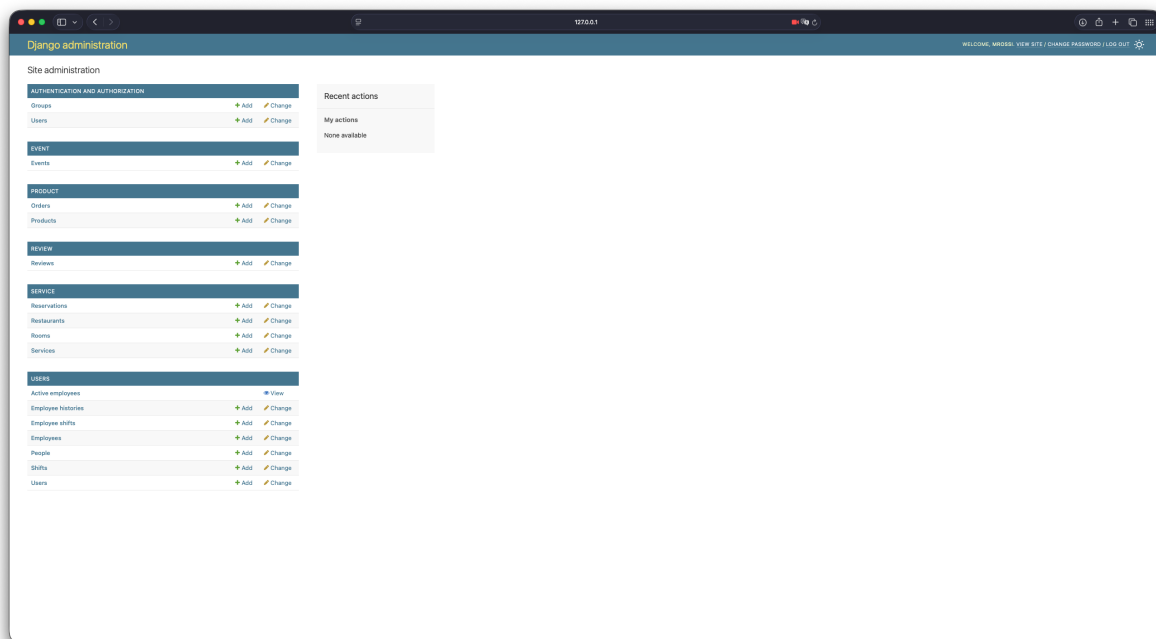 127.0.0.1
Django administration
WELCOME, MROSSI. VIEW SITE / CHANGE PASSWORD / LOG OUT
Site administration
AUTHENTICATION AND AUTHORIZATION
Groups Add Change
Users Add Change
EVENT
Events Add Change
PRODUCT
Orders Add Change
Products Add Change
REVIEW
Reviews Add Change
SERVICE
Reservations Add Change
Restaurants Add Change
Rooms Add Change
Services Add Change
USERS
Active employees View
Employee histories Add Change
Employee shifts Add Change
Employees Add Change
People Add Change
Shifts Add Change
Users Add Change
Recent actions
My actions
None available